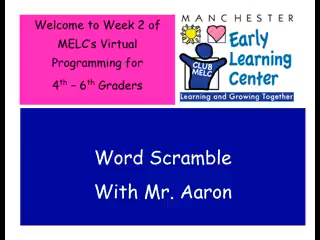 Welcome to Week 2 of
MELC's Virtual
Programming for
4th – 6th Graders
MANCHESTER
Early
Learning
Center
CLUB
MELC
Learning and Growing Together
Word Scramble
With Mr. Aaron